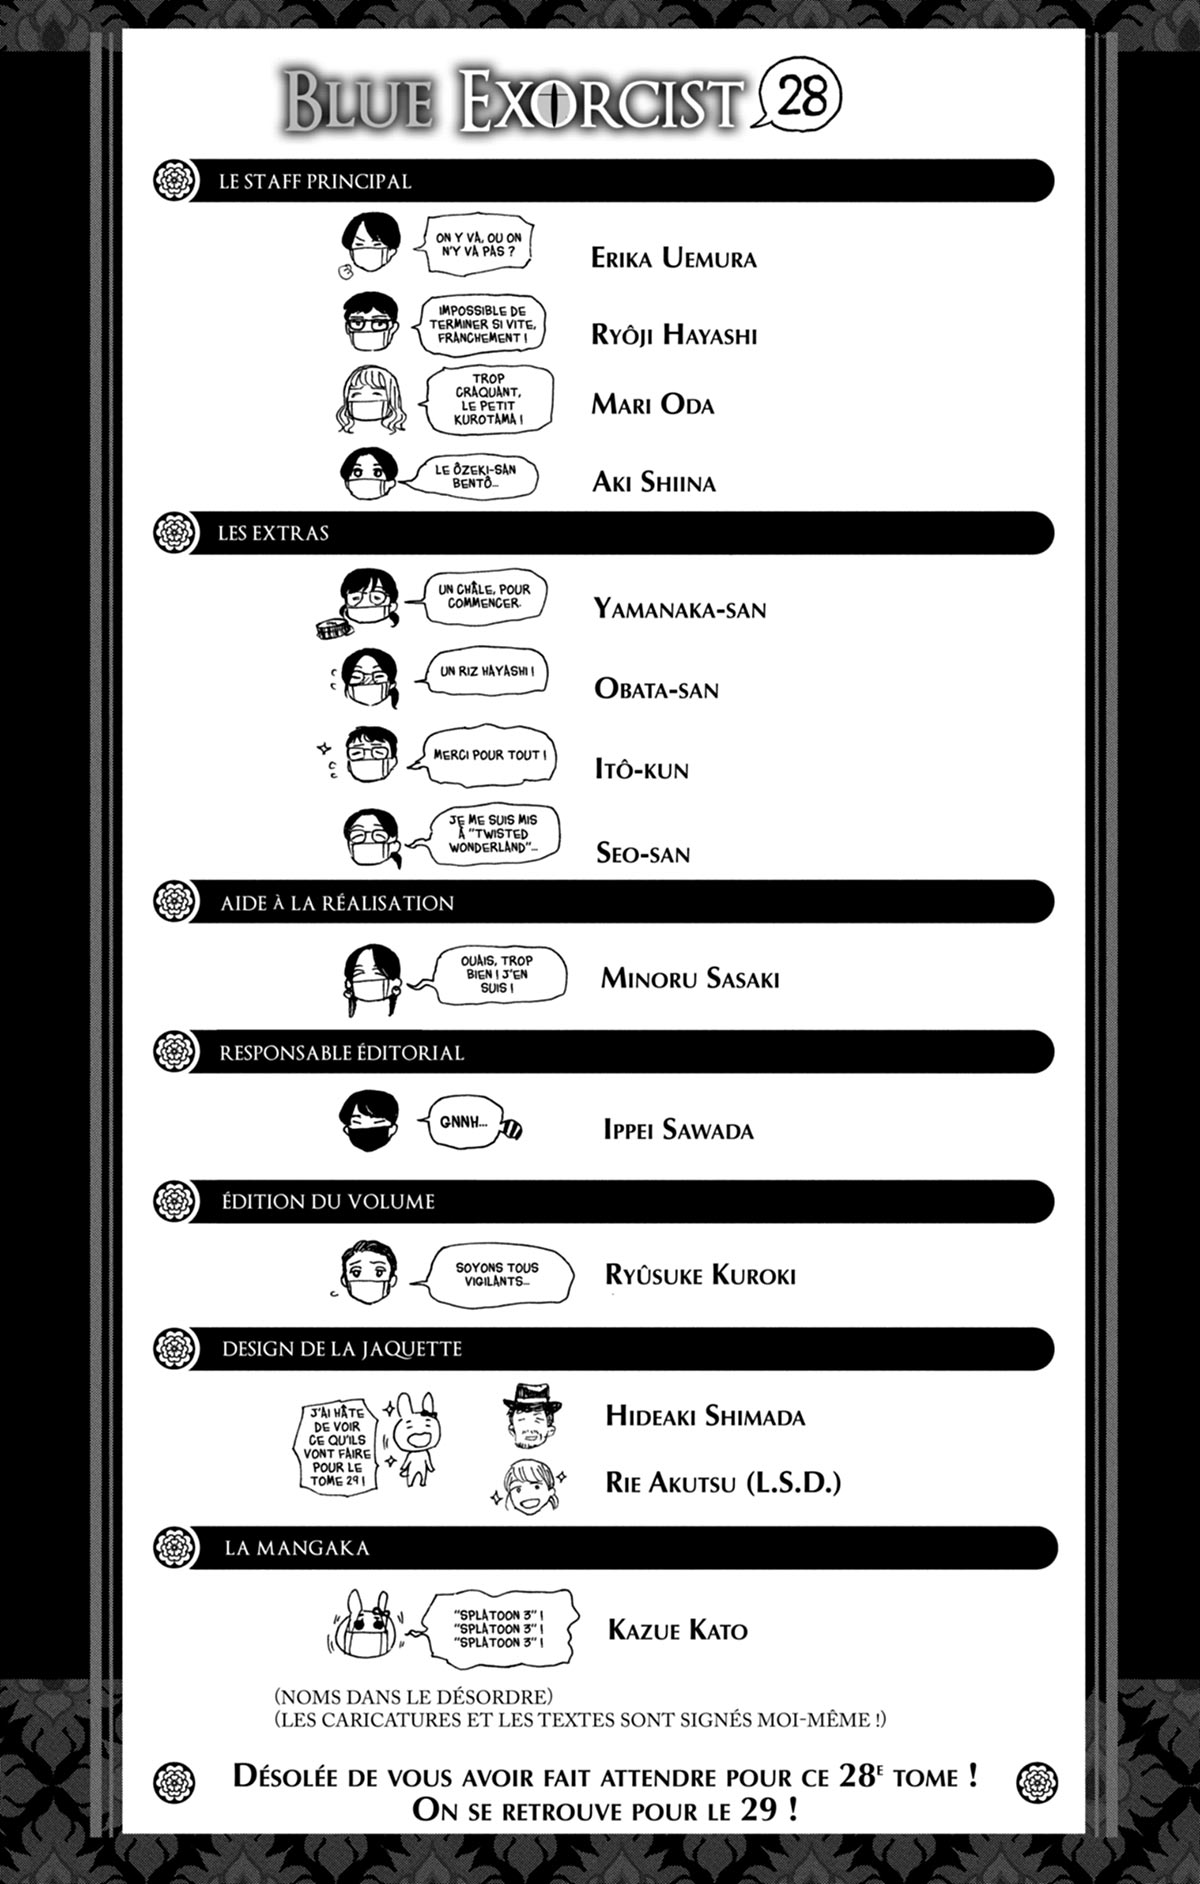 BLUE EXORCIST 28
LE STAFF PRINCIPAL
ON Y VA, OU ON
N'Y VA PAS ?
ERIKA UEMURA
IMPOSSIBLE DE
TERMINER SI VITE,
FRANCHEMENT !
RYÔJI HAYASHI
TROP
CRAQUANT,
LE PETIT
KUROTAMA !
MARI ODA
LE ÔZEKI-SAN
BENTÔ...
AKI SHIINA
LES EXTRAS
UN CHÂLE, POUR
COMMENCER.
YAMANAKA-SAN
UN RIZ HAYASHI !
OBATA-SAN
MERCI POUR TOUT !
ITÔ-KUN
JE ME SUIS MIS
À "TWISTED
WONDERLAND"...
SEO-SAN
AIDE À LA RÉALISATION
OUAIS, TROP
BIEN ! J'EN
SUIS !
MINORU SASAKI
RESPONSABLE ÉDITORIAL
GNNH...
IPPEI SAWADA
ÉDITION DU VOLUME
SOYONS TOUS
VIGILANTS...
RYÛSUKE KUROKI
DESIGN DE LA JAQUETTE
J'AI HÂTE
DE VOIR
CE QU'ILS
VONT FAIRE
POUR LE
TOME 29 !
HIDEAKI SHIMADA
RIE AKUTSU (L.S.D.)
LA MANGAKA
"SPLATOON 3" !
"SPLATOON 3" !
"SPLATOON 3" !
KAZUE KATO
(NOMS DANS LE DÉSORDRE)
(LES CARICATURES ET LES TEXTES SONT SIGNÉS MOI-MÊME !)
DÉSOLÉE DE VOUS AVOIR FAIT ATTENDRE POUR CE 28E TOME !
ON SE RETROUVE POUR LE 29 !